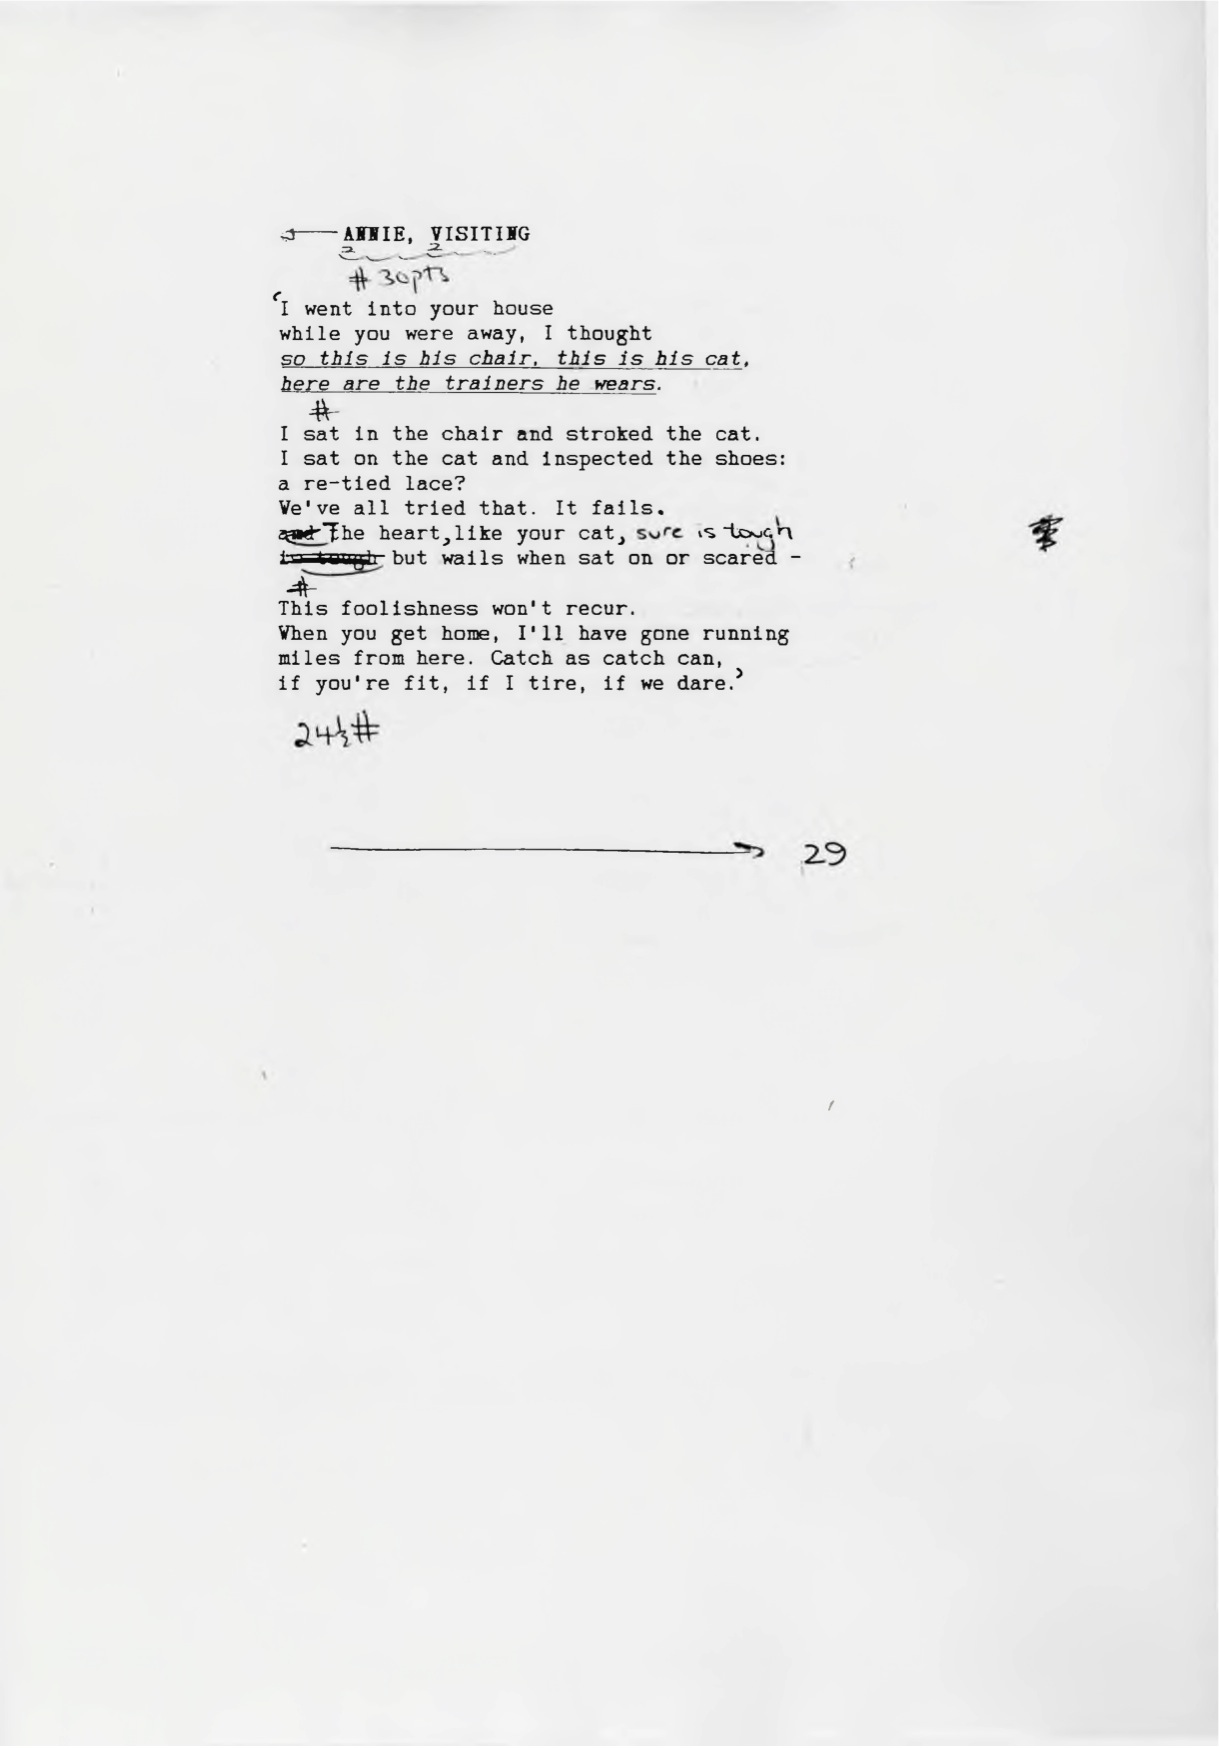 ANNIE, VISITING
2 2
# 30pts
'I went into your house
while you were away, I thought
so this is his chair, this is his cat,
here are the trainers he wears.
#
I sat in the chair and stroked the cat.
I sat on the cat and inspected the shoes:
a re-tied lace?
We've all tried that. It fails.
and The heart, like your cat, sure is tough
is tough but wails when sat on or scared -
#
This foolishness won't recur.
When you get home, I'll have gone running
miles from here. Catch as catch can,
if you're fit, if I tire, if we dare.'
24½#
29